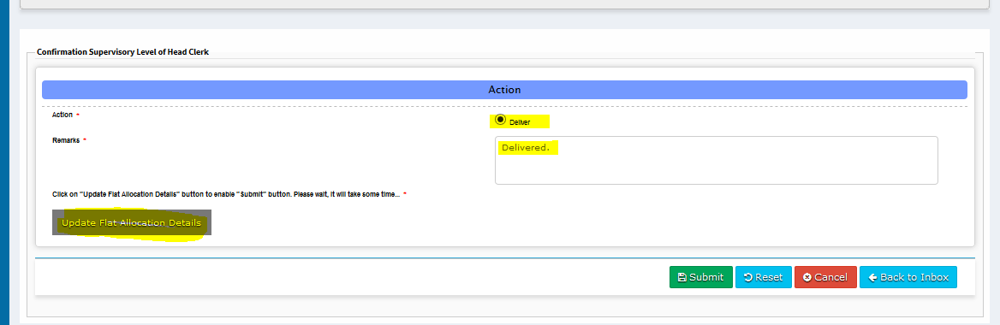 Confirmation Supervisory Level of Head Clerk
Action
Action *
Deliver
Remarks *
Delivered.
Click on "Update Flat Allocation Details" button to enable "Submit" button. Please wait, it will take some time... *
Update Flat Allocation Details
Submit Reset Cancel Back to Inbox